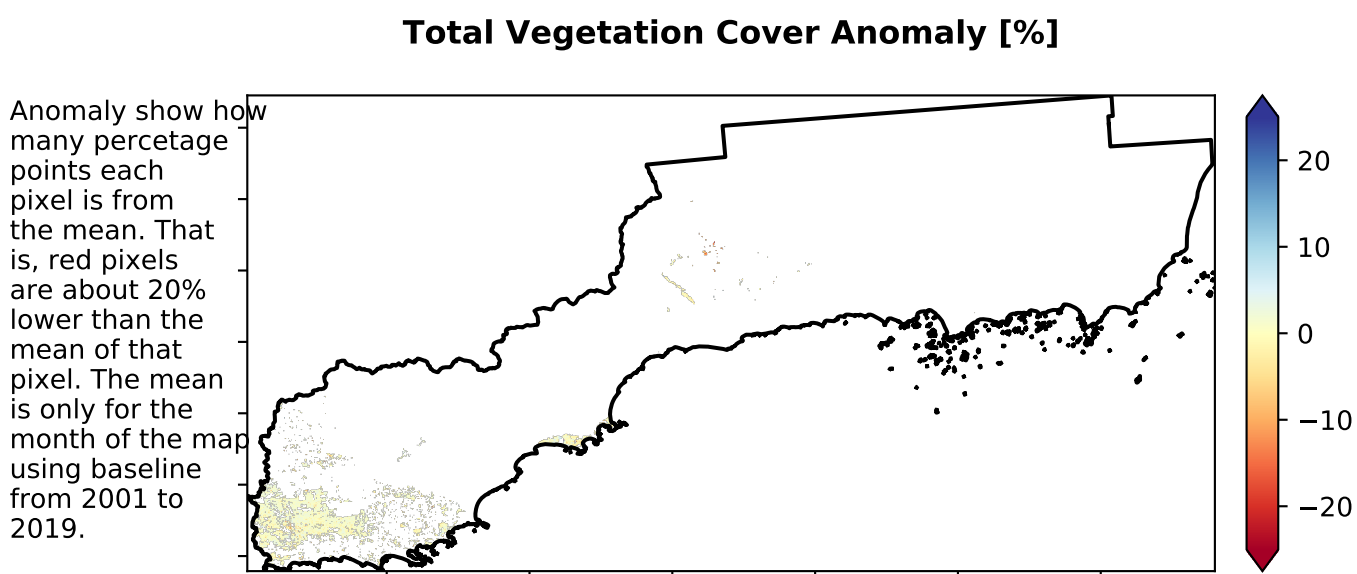 Total Vegetation Cover Anomaly [%]
Anomaly show how
many percetage
points each
pixel is from
the mean. That
is, red pixels
are about 20%
lower than the
mean of that
pixel. The mean
is only for the
month of the map
using baseline
from 2001 to
2019.
20
10
0
−10
−20